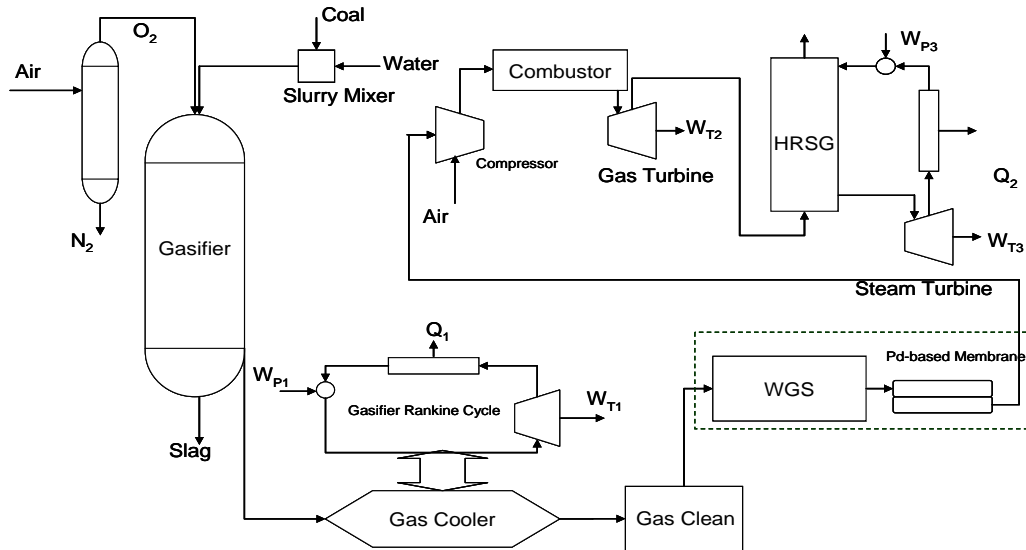 Coal
O2
Air
Water
Slurry Mixer
N2
Gasifier
Slag
Combustor
Compressor
Air
WT2
Gas Turbine
HRSG
WP3
Q2
WT3
Steam Turbine
Q1
WP1
Gasifier Rankine Cycle
WT1
Pd-based Membrane
WGS
Gas Cooler
Gas Clean